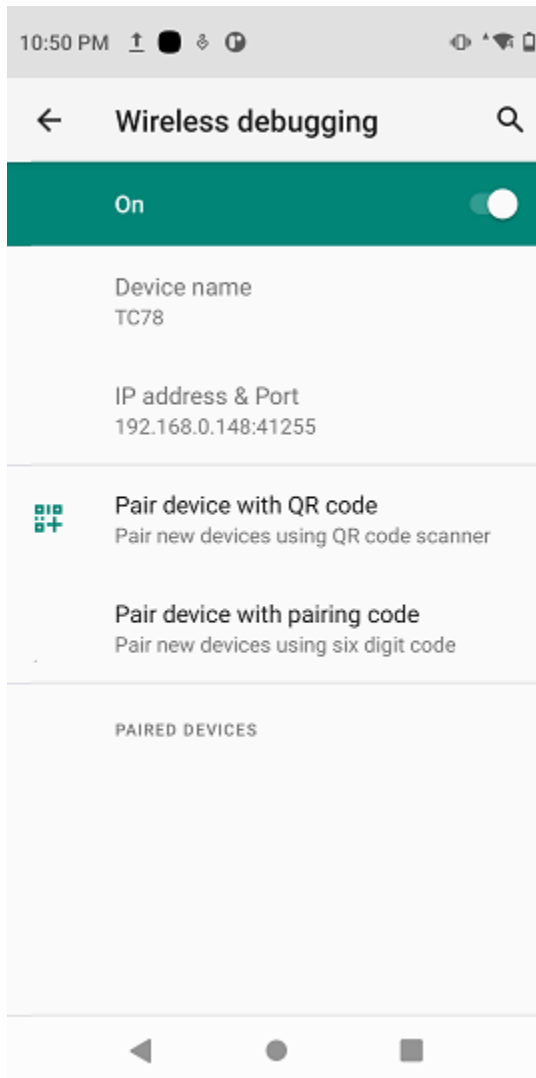 10:50 PM
Wireless debugging
On
Device name
TC78
IP address & Port
192.168.0.148:41255
Pair device with QR code
Pair new devices using QR code scanner
Pair device with pairing code
Pair new devices using six digit code
PAIRED DEVICES